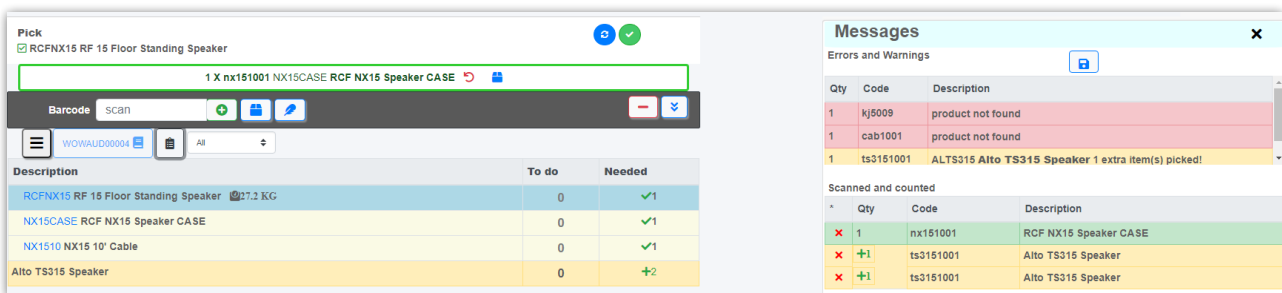 Pick
RCFNX15 RF 15 Floor Standing Speaker
1 X nx151001 NX15CASE RCF NX15 Speaker CASE
Barcode scan
WOWAUD00004 All
Description To do Needed
RCFNX15 RF 15 Floor Standing Speaker 27.2 KG 0 1
NX15CASE RCF NX15 Speaker CASE 0 1
NX1510 NX15 10' Cable 0 1
Alto TS315 Speaker 0 +2
Messages
Errors and Warnings
Qty Code Description
1 kj5009 product not found
1 cab1001 product not found
1 ts3151001 ALTS315 Alto TS315 Speaker 1 extra item(s) picked!
Scanned and counted
Qty Code Description
1 nx151001 RCF NX15 Speaker CASE
+1 ts3151001 Alto TS315 Speaker
+1 ts3151001 Alto TS315 Speaker